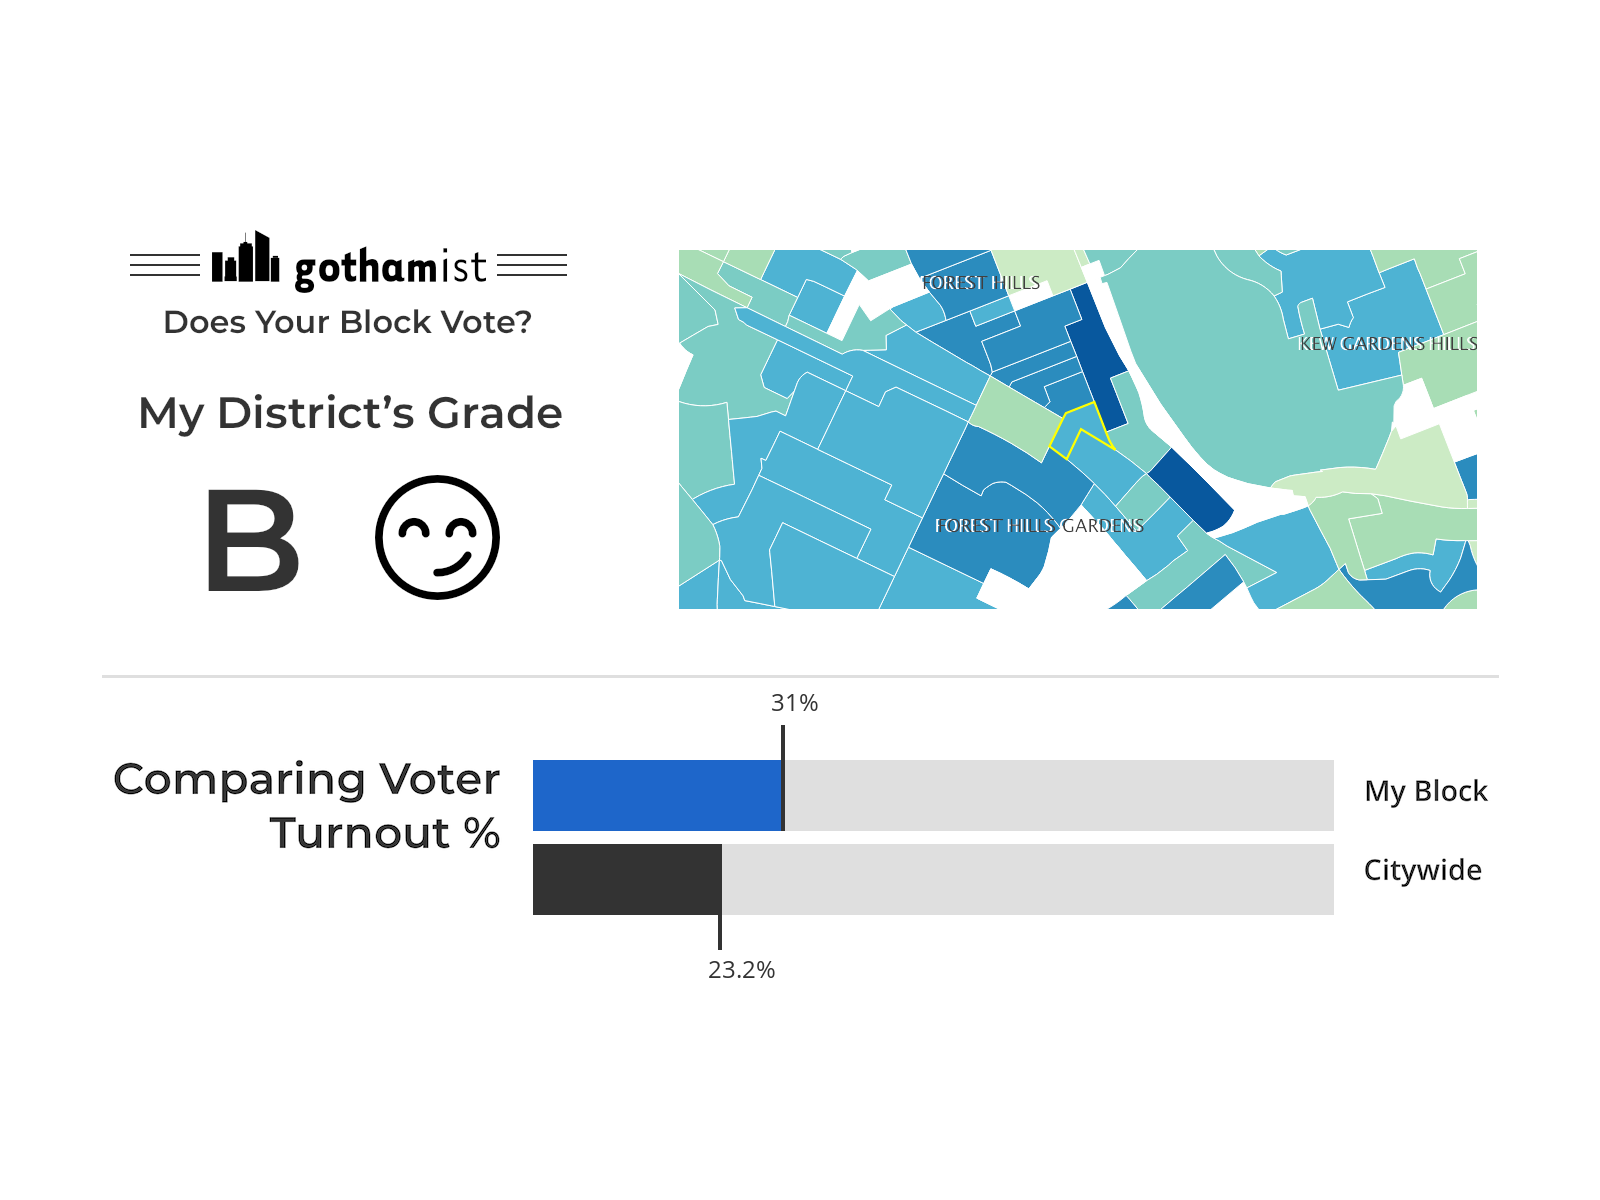 gothamist
Does Your Block Vote?
My District’s Grade
B
FOREST HILLS
KEW GARDENS HILLS
FOREST HILLS GARDENS
31%
Comparing Voter
Turnout %
My Block
Citywide
23.2%